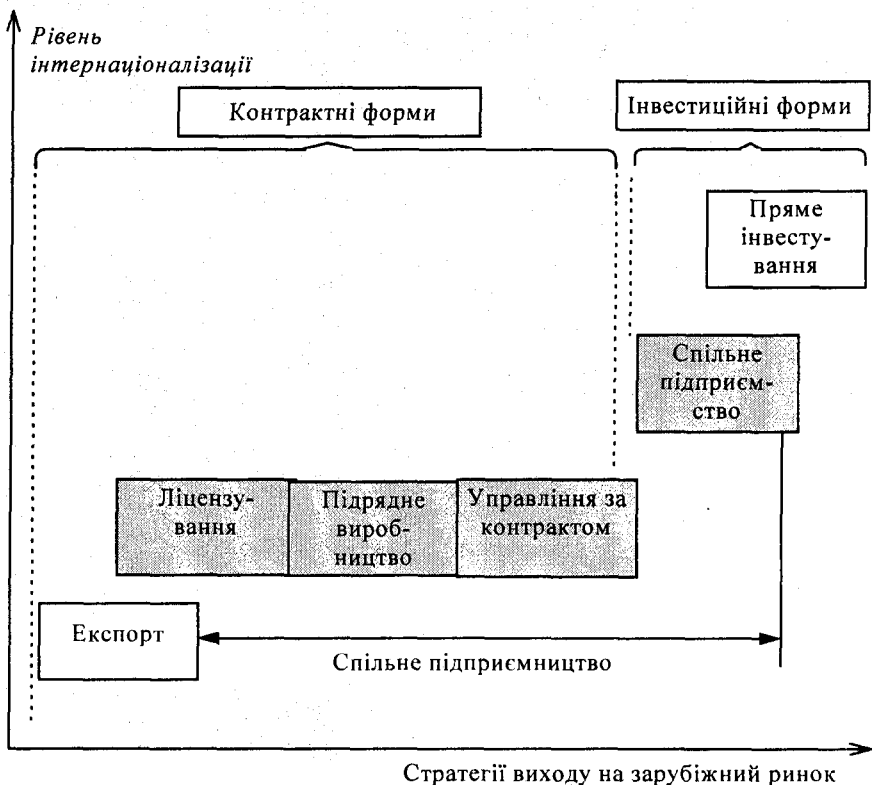 Рівень
інтернаціоналізації
Контрактні форми
Інвестиційні форми
Пряме
інвесту-
вання
Спільне
підприєм-
ство
Ліцензу-
вання
Підрядне
вироб-
ництво
Управління за
контрактом
Експорт
Спільне підприємництво
Стратегії виходу на зарубіжний ринок